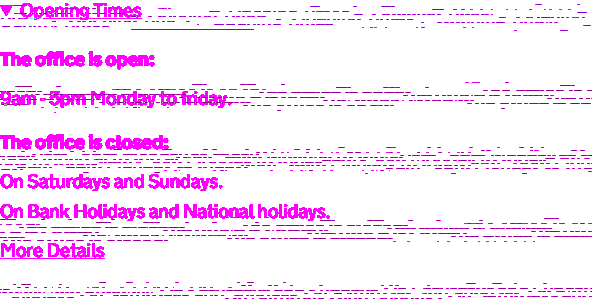 ▼ Opening Times
The office is open:
9am - 5pm Monday to friday.
The office is closed:
On Saturdays and Sundays.
On Bank Holidays and National holidays.
More Details